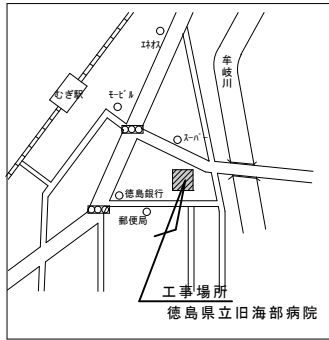 エネオス
牟岐川
むぎ駅
モービル
スーパー
徳島銀行
郵便局
工事場所
徳島県立旧海部病院